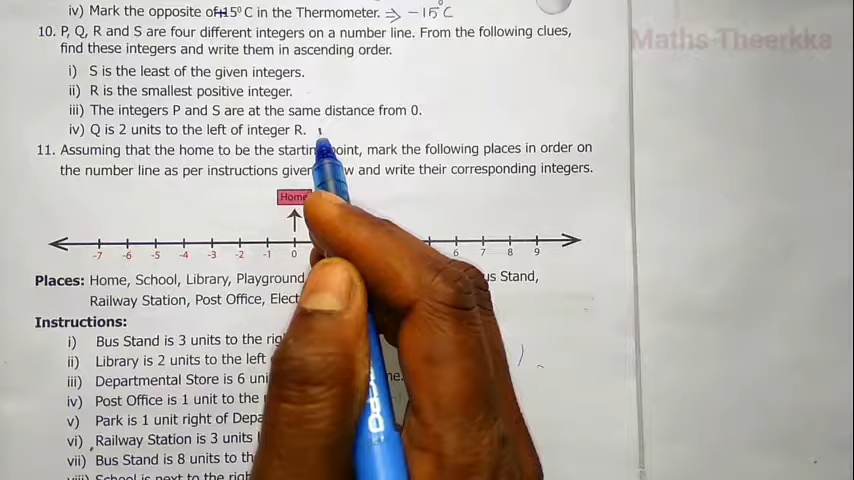 iv) Mark the opposite of +15°C in the Thermometer. ⇒ -15°C
Maths-Theerkka
10. P, Q, R and S are four different integers on a number line. From the following clues,
find these integers and write them in ascending order.
i) S is the least of the given integers.
ii) R is the smallest positive integer.
iii) The integers P and S are at the same distance from 0.
iv) Q is 2 units to the left of integer R.
11. Assuming that the home to be the starting point, mark the following places in order on
the number line as per instructions given and write their corresponding integers.
Home
-7 -6 -5 -4 -3 -2 -1 0 6 7 8 9
Places: Home, School, Library, Playground Stand,
Railway Station, Post Office,
Instructions:
i) Bus Stand is 3 units to the
ii) Library is 2 units to the left
iii) Departmental Store is 6
iv) Post Office is 1 unit to the
v) Park is 1 unit right of
vi) Railway Station is 3 units
vii) Bus Stand is 8 units to
viii) School is next to the